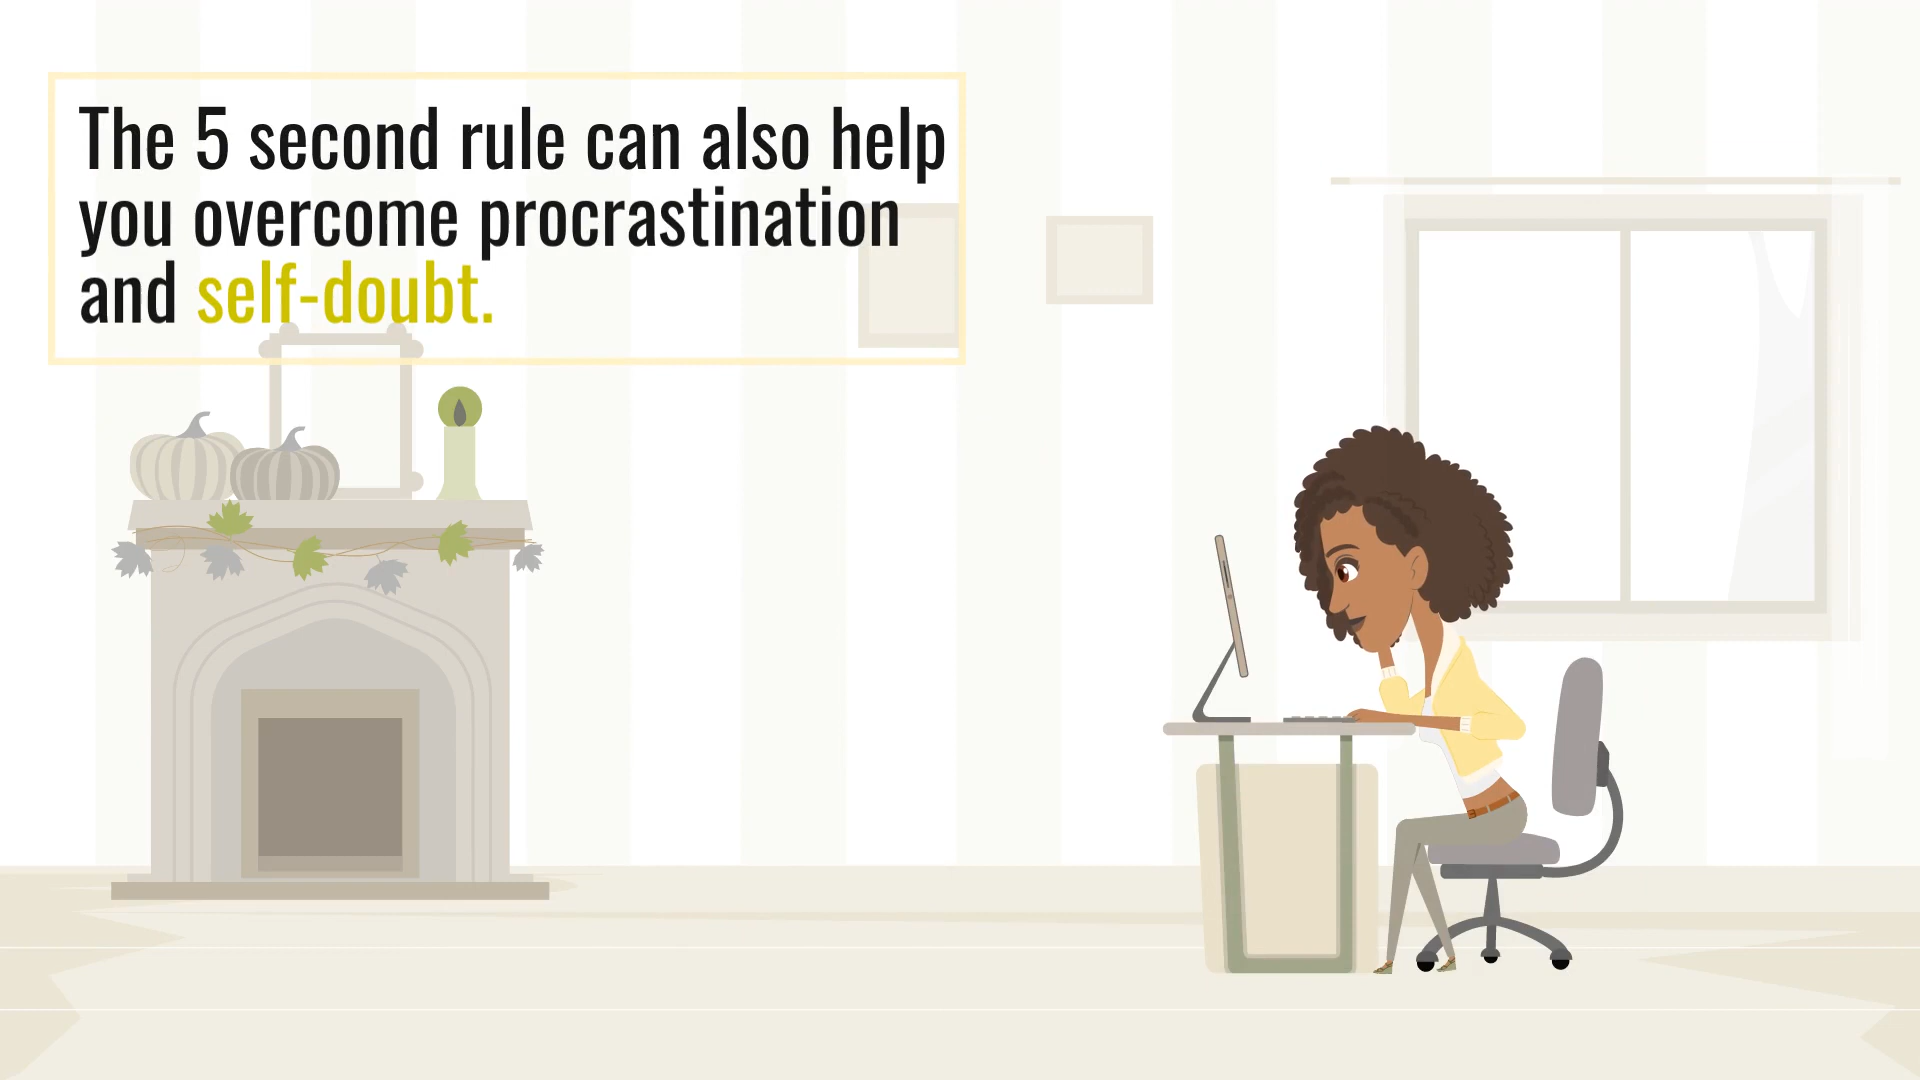 The 5 second rule can also help
you overcome procrastination
and self-doubt.